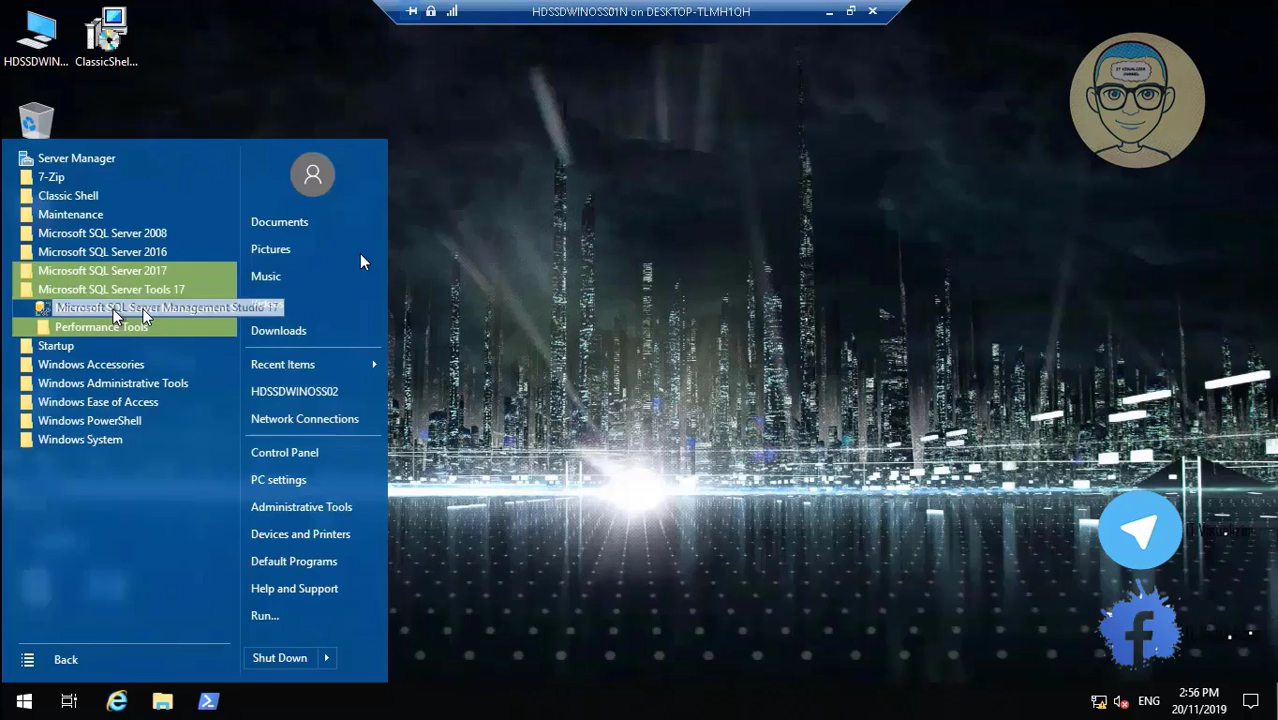 HDSSDWINOSS01N on DESKTOP-TLMH1QH
HDSSDWIN...
ClassicShel...
IT VISUALIZER
CHANNEL
Server Manager
7-Zip
Classic Shell
Maintenance
Microsoft SQL Server 2008
Microsoft SQL Server 2016
Microsoft SQL Server 2017
Microsoft SQL Server Tools 17
Microsoft SQL Server Management Studio 17
Performance Tools
Startup
Windows Accessories
Windows Administrative Tools
Windows Ease of Access
Windows PowerShell
Windows System
Back
Documents
Pictures
Music
Downloads
Recent Items
HDSSDWINOSS02
Network Connections
Control Panel
PC settings
Administrative Tools
Devices and Printers
Default Programs
Help and Support
Run...
Shut Down
ENG
2:56 PM
20/11/2019